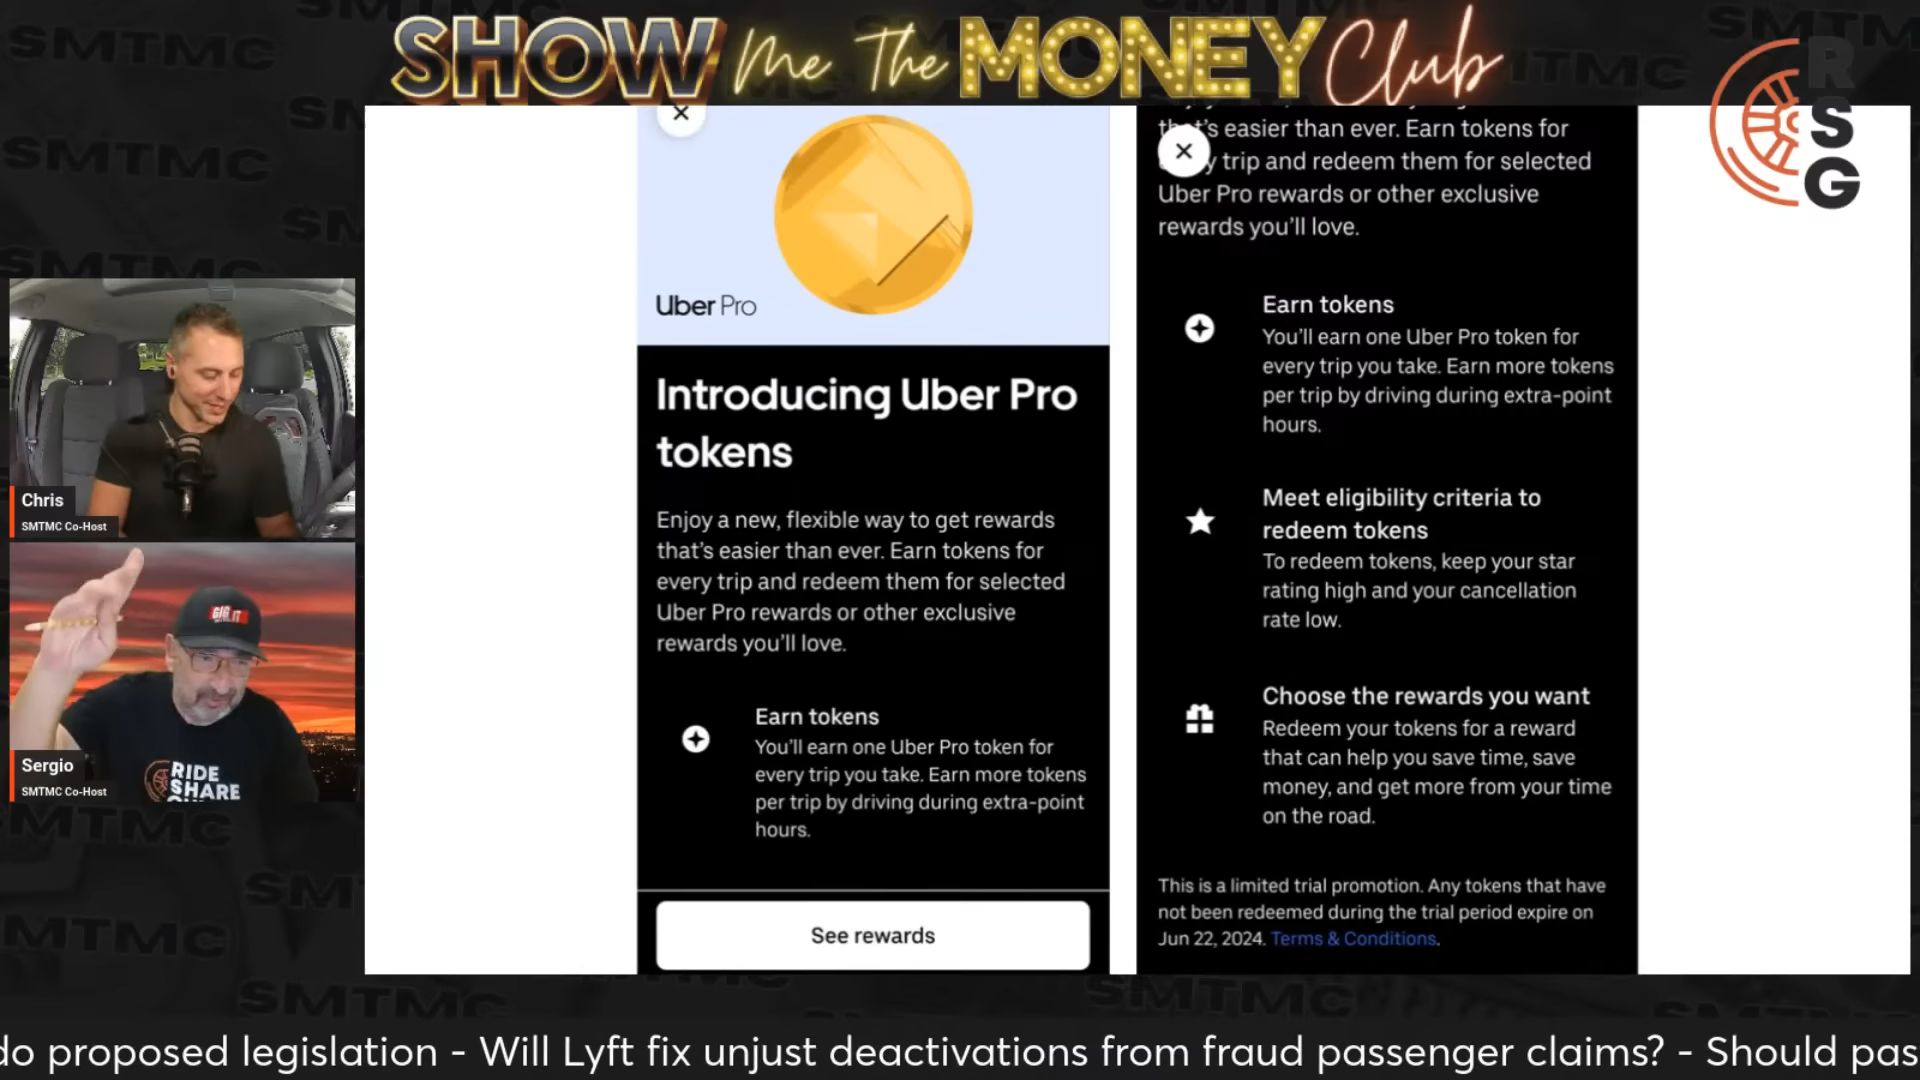 SHOW Me The MONEY Club
RSG
Uber Pro
Introducing Uber Pro
tokens
Enjoy a new, flexible way to get rewards
that's easier than ever. Earn tokens for
every trip and redeem them for selected
Uber Pro rewards or other exclusive
rewards you'll love.
Earn tokens
You'll earn one Uber Pro token for
every trip you take. Earn more tokens
per trip by driving during extra-point
hours.
See rewards
that's easier than ever. Earn tokens for
trip and redeem them for selected
Uber Pro rewards or other exclusive
rewards you'll love.
Earn tokens
You'll earn one Uber Pro token for
every trip you take. Earn more tokens
per trip by driving during extra-point
hours.
Meet eligibility criteria to
redeem tokens
To redeem tokens, keep your star
rating high and your cancellation
rate low.
Choose the rewards you want
Redeem your tokens for a reward
that can help you save time, save
money, and get more from your time
on the road.
This is a limited trial promotion. Any tokens that have
not been redeemed during the trial period expire on
Jun 22, 2024. Terms & Conditions.
Chris
SMTMC Co-Host
GIG IT
RIDE
SHARE
Sergio
SMTMC Co-Host
do proposed legislation - Will Lyft fix unjust deactivations from fraud passenger claims? - Should pas
SMTMC